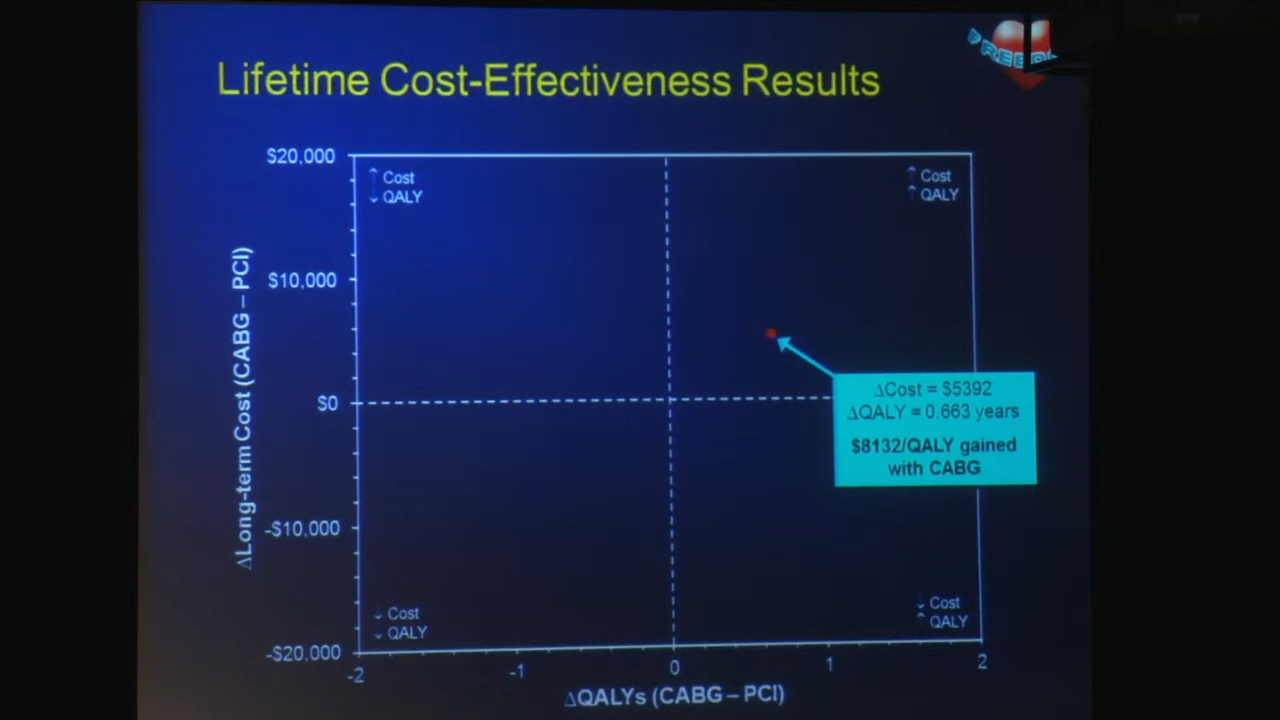 Lifetime Cost-Effectiveness Results
$20,000
$10,000
$0
-$10,000
-$20,000
ΔLong-term Cost (CABG – PCI)
↑ Cost
↓ QALY
↑ Cost
↑ QALY
ΔCost = $5392
ΔQALY = 0.663 years
$8132/QALY gained
with CABG
↓ Cost
↓ QALY
↓ Cost
↑ QALY
-2
-1
0
1
2
ΔQALYs (CABG – PCI)